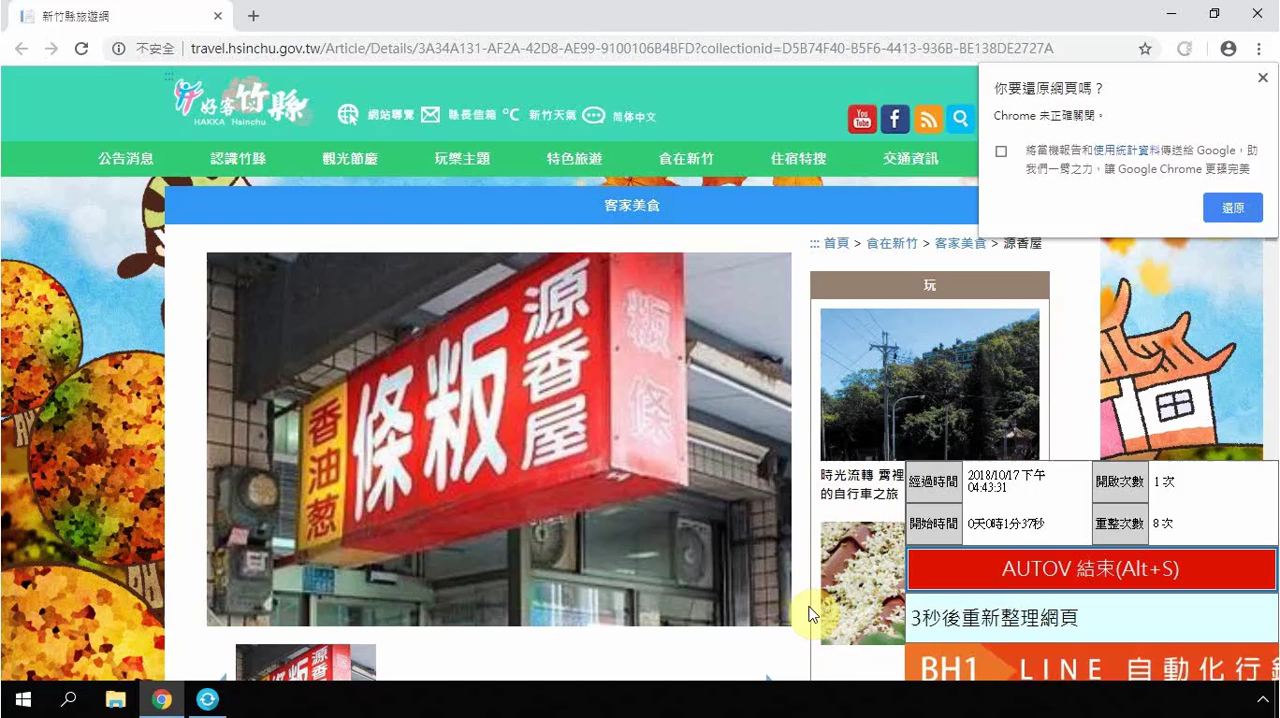 新竹縣旅遊網
不安全
travel.hsinchu.gov.tw/Article/Details/3A34A131-AF2A-42D8-AE99-9100106B4BFD?collectionId=D5B74F40-B5F6-4413-936B-BE138DE2727A
好客竹縣
HAKKA Hsinchu
網站導覽 縣長信箱 °C 新竹天氣 简体中文
You
Tube
公告消息 認識竹縣 觀光節慶 玩樂主題 特色旅遊 食在新竹 住宿特搜 交通資訊
你要還原網頁嗎？
Chrome 未正確關閉。
將當機報告和使用統計資料傳送給 Google，助
我們一臂之力，讓 Google Chrome 更臻完美
還原
客家美食
::: 首頁 > 食在新竹 > 客家美食 > 源香屋
源香屋
粄條
香油葱
粄條
玩
時光流轉 霄裡
的自行車之旅
經過時間 2018/10/17 下午 04:43:31 開啟次數 1 次
開始時間 0天0時1分37秒 重整次數 8 次
AUTOV 結束(Alt+S)
3秒後重新整理網頁
BH1 LINE 自動化行銷
源香